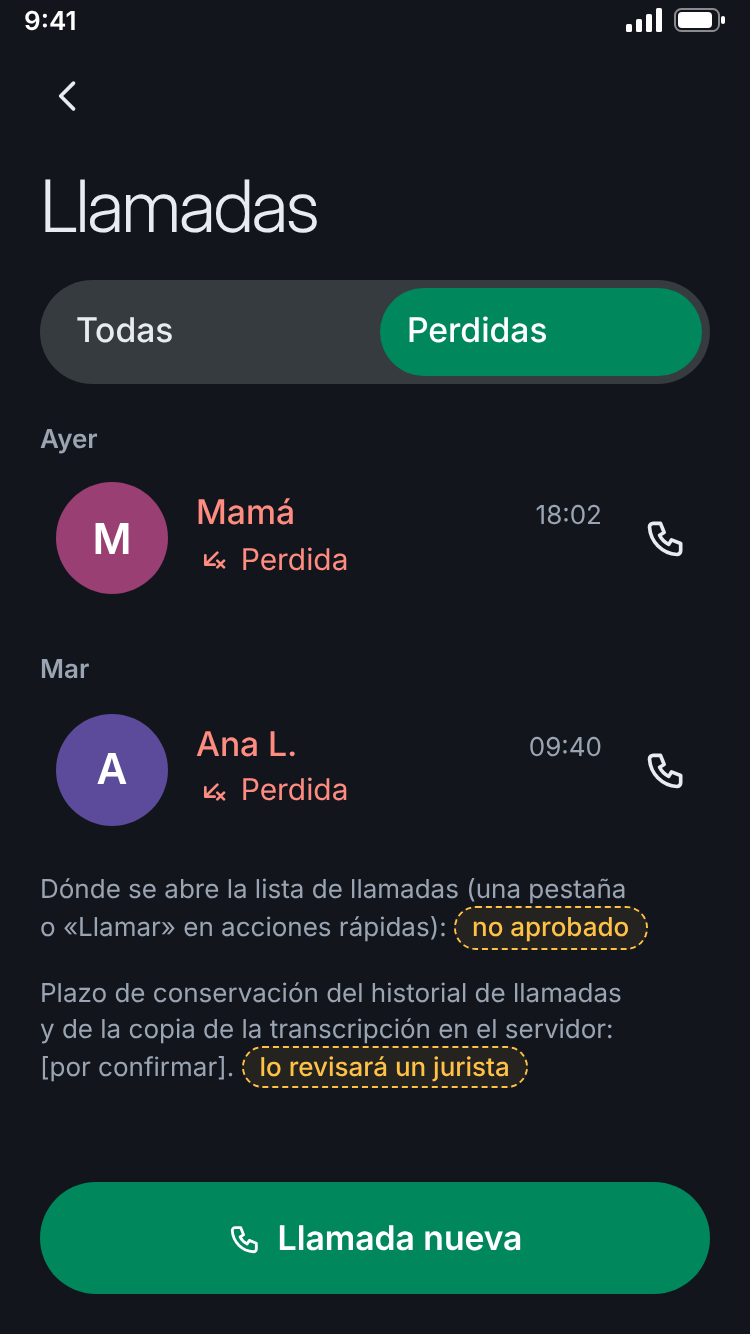 9:41
Llamadas
Todas
Perdidas
Ayer
M
Mamá
18:02
Perdida
Mar
A
Ana L.
09:40
Perdida
Dónde se abre la lista de llamadas (una pestaña
o «Llamar» en acciones rápidas): no aprobado
Plazo de conservación del historial de llamadas
y de la copia de la transcripción en el servidor:
[por confirmar]. lo revisará un jurista
Llamada nueva